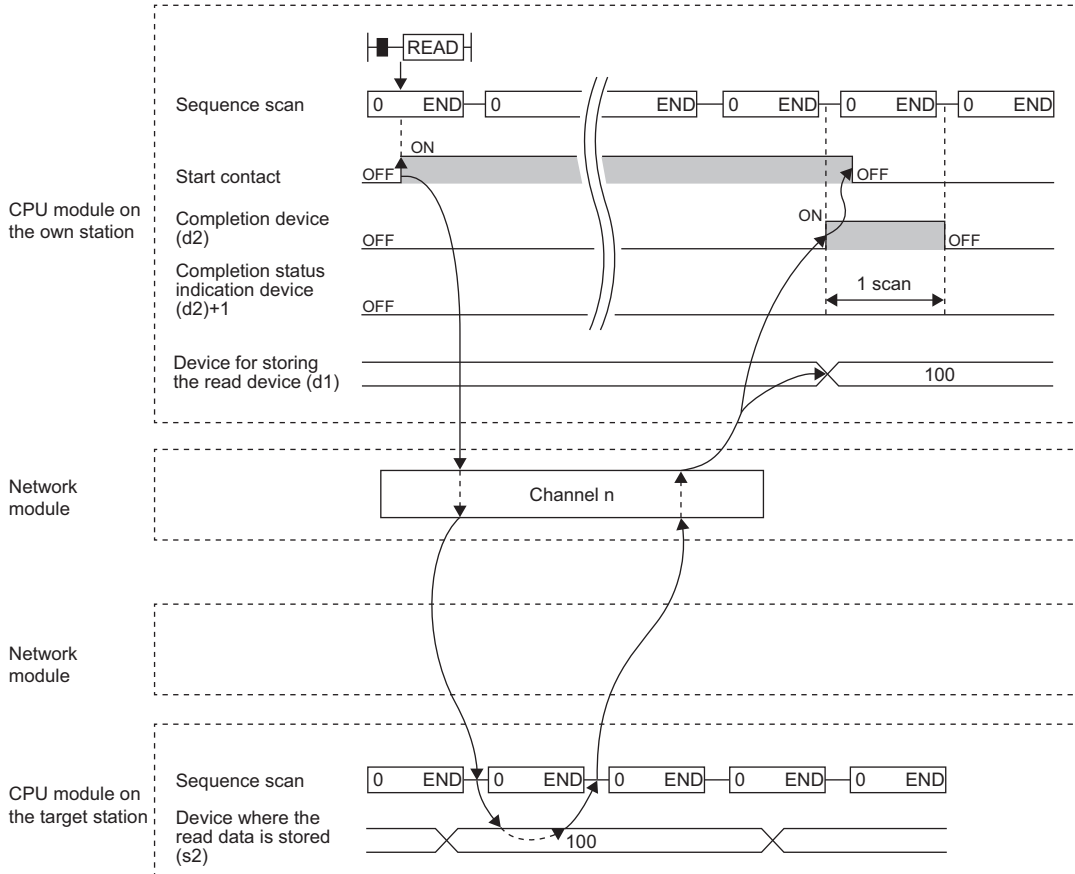 READ
Sequence scan
0 END 0 END 0 END 0 END 0 END
ON
Start contact
OFF
OFF
CPU module on
the own station
Completion device
(d2)
ON
OFF
OFF
Completion status
indication device
(d2)+1
1 scan
OFF
Device for storing
the read device (d1)
100
Network
module
Channel n
Network
module
CPU module on
the target station
Sequence scan
0 END 0 END 0 END 0 END 0 END
Device where the
read data is stored
(s2)
100